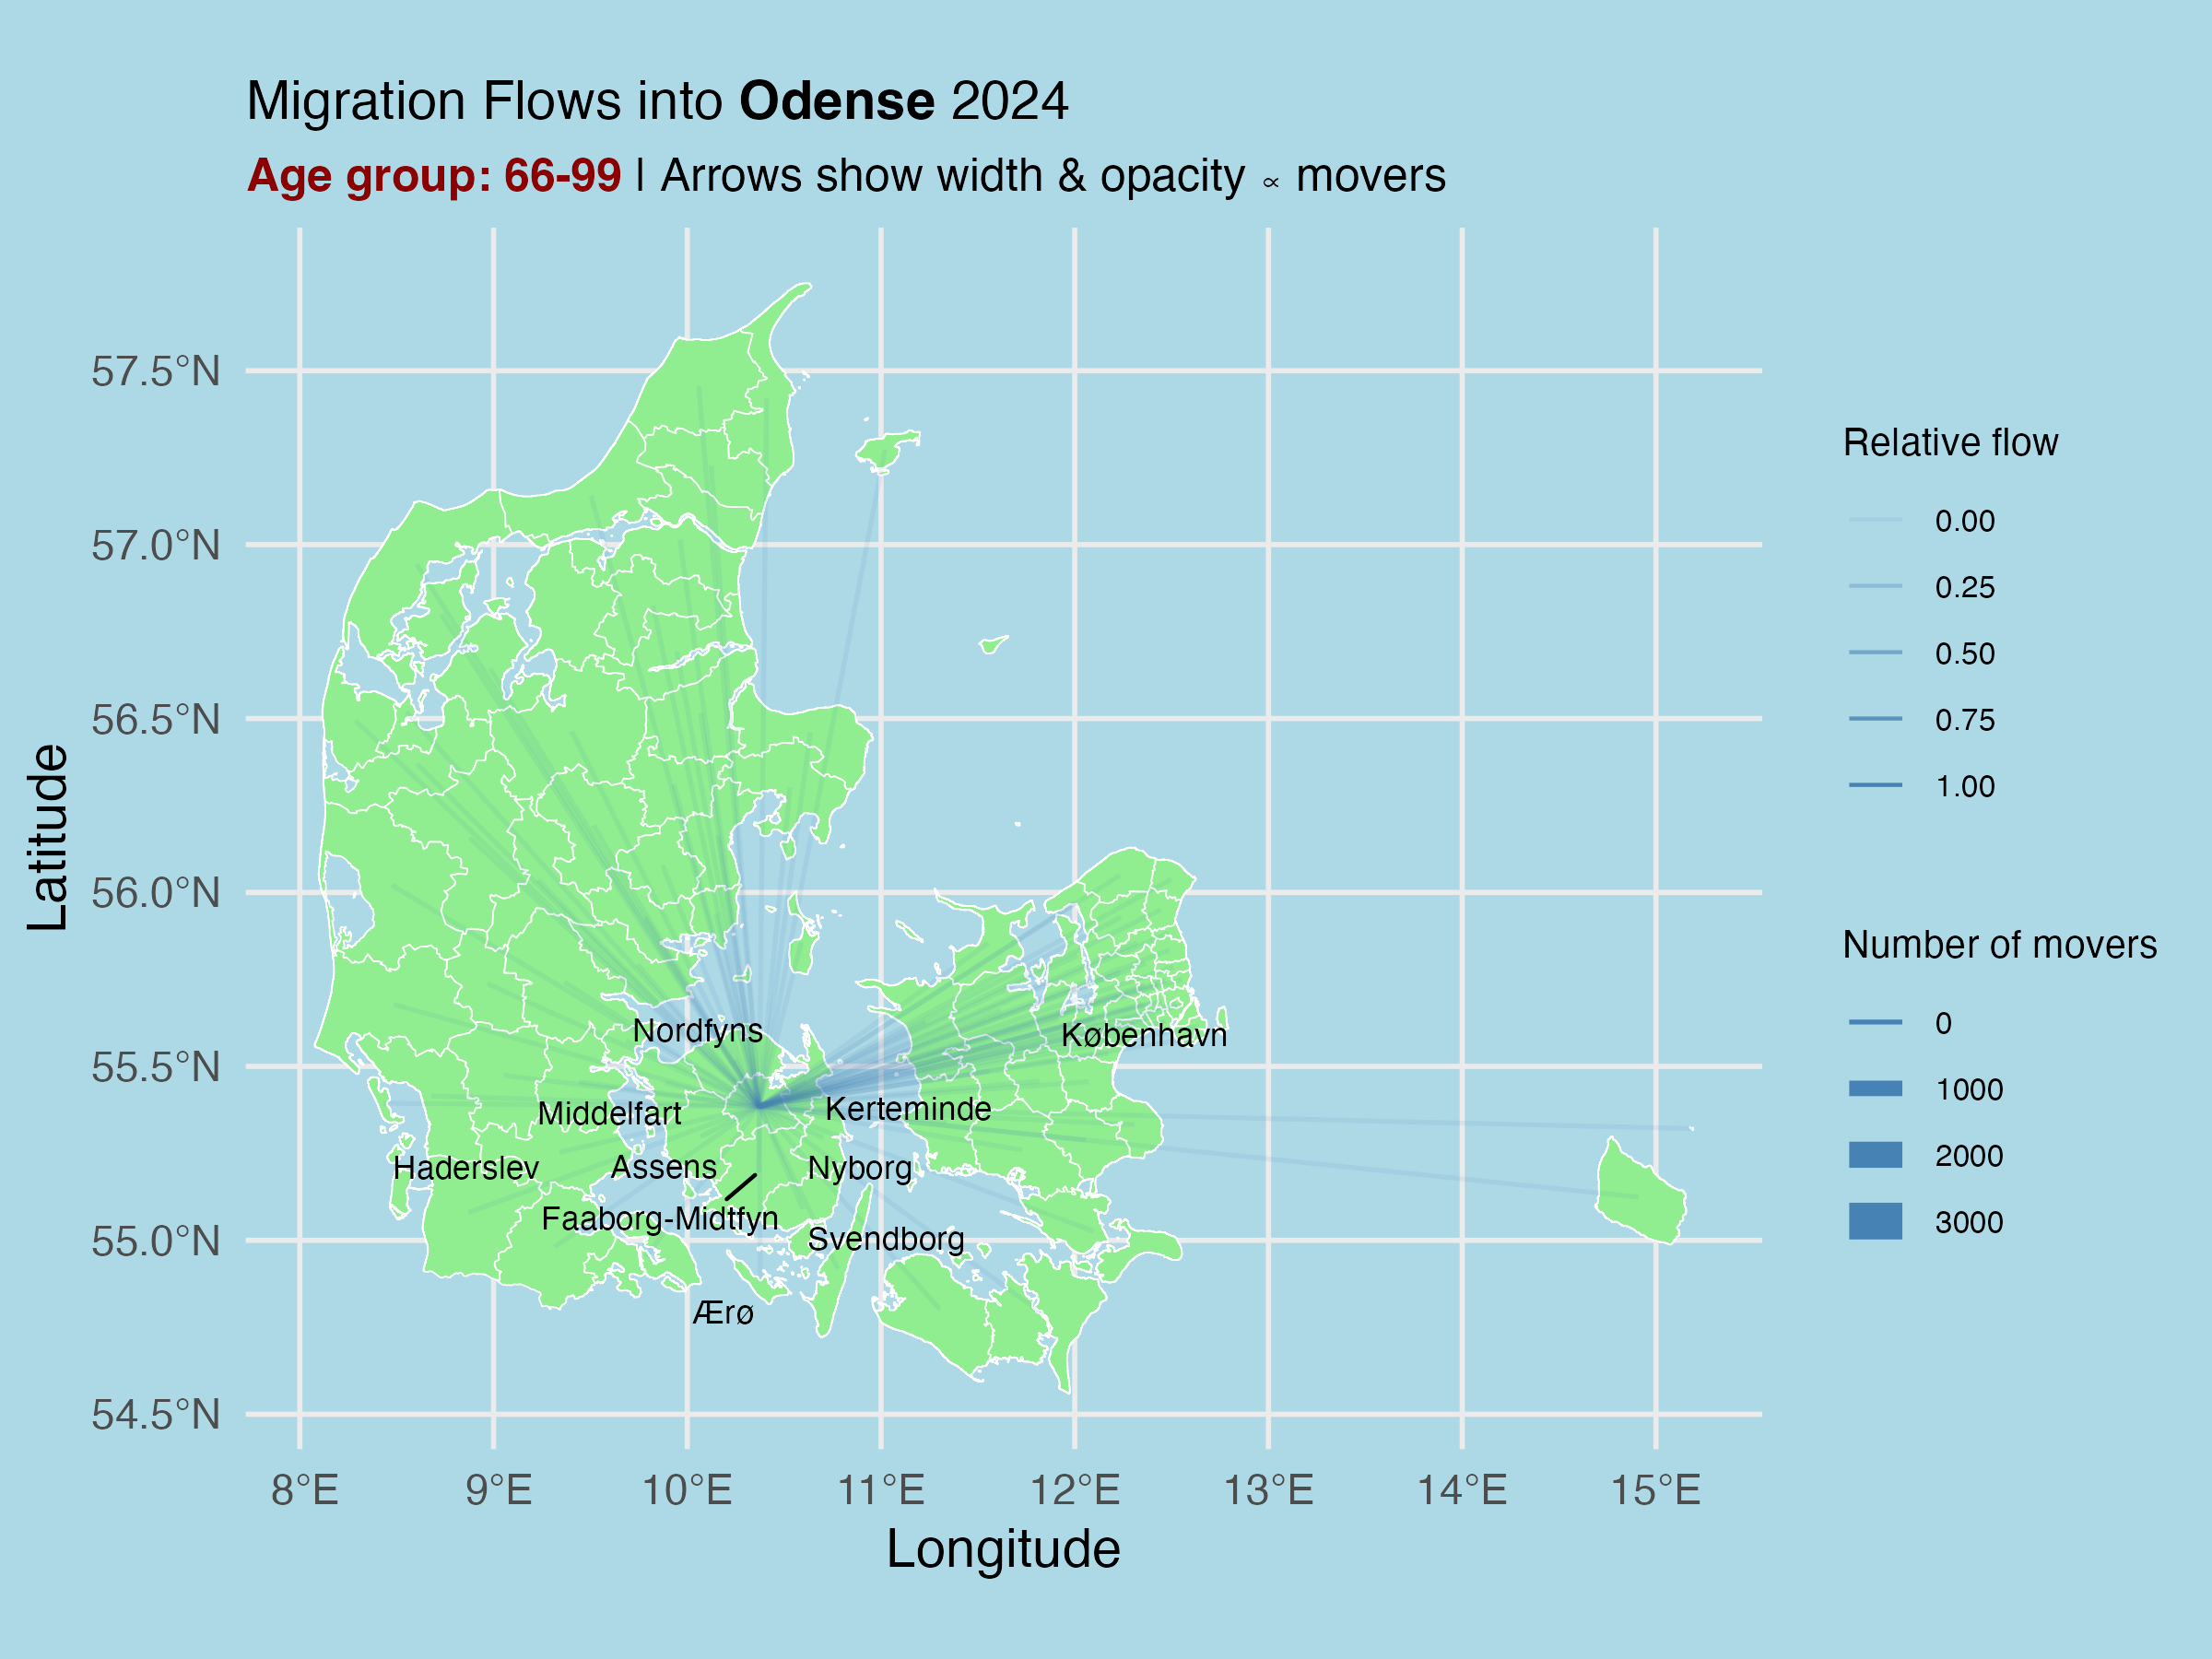 Migration Flows into Odense 2024
Age group: 66-99 | Arrows show width & opacity ∝ movers
57.5°N
57.0°N
56.5°N
56.0°N
55.5°N
55.0°N
54.5°N
Latitude
Nordfyns
København
Middelfart
Kerteminde
Haderslev
Assens
Nyborg
Faaborg-Midtfyn
Svendborg
Ærø
8°E
9°E
10°E
11°E
12°E
13°E
14°E
15°E
Longitude
Relative flow
0.00
0.25
0.50
0.75
1.00
Number of movers
0
1000
2000
3000